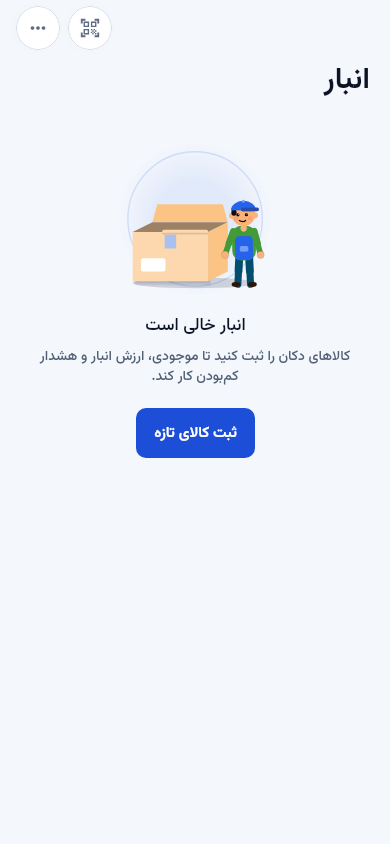 انبار
انبار خالی است
کالاهای دکان را ثبت کنید تا موجودی، ارزش انبار و هشدار
کم‌بودن کار کند.
ثبت کالای تازه